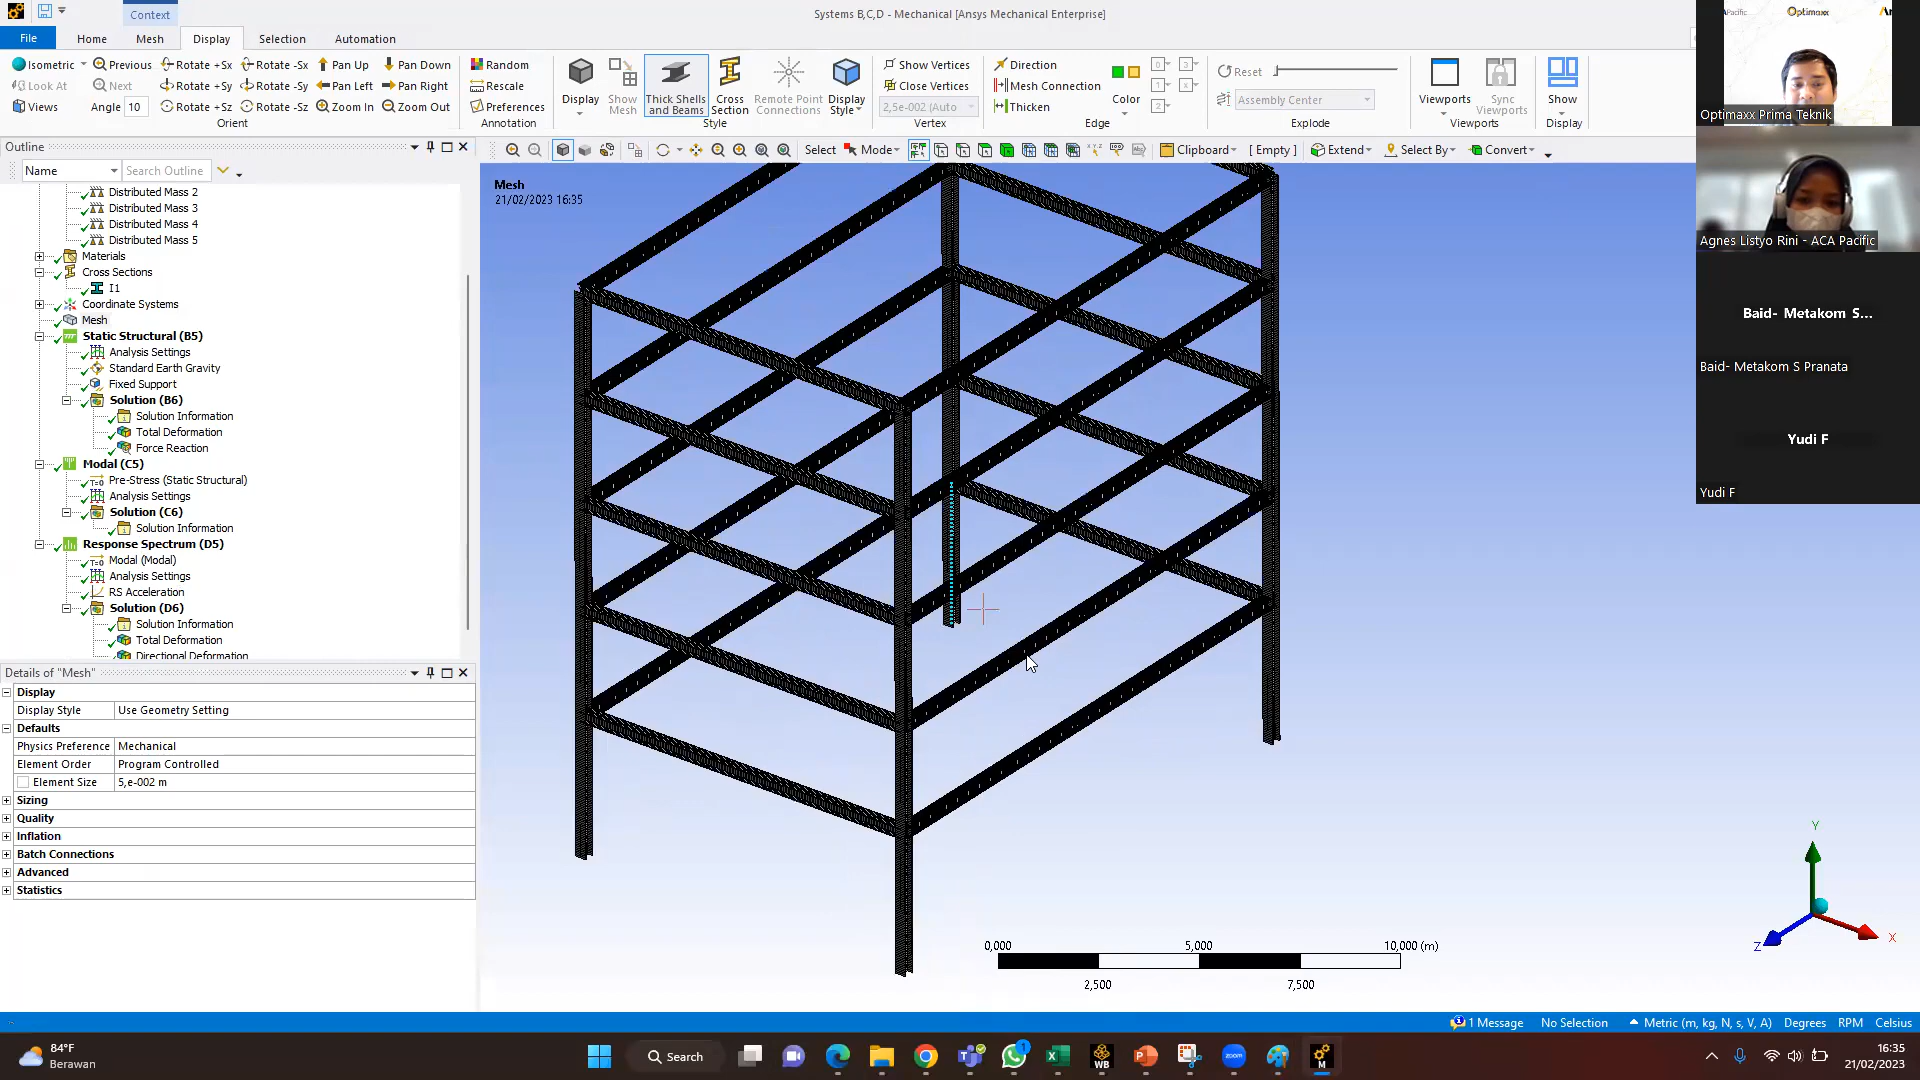 Context
Systems B,C,D - Mechanical [Ansys Mechanical Enterprise]
File
Home
Mesh
Display
Selection
Automation
Isometric
Previous
Rotate +Sx
Rotate -Sx
Pan Up
Pan Down
Look At
Next
Rotate +Sy
Rotate -Sy
Pan Left
Pan Right
Views
Angle 10
Rotate +Sz
Rotate -Sz
Zoom In
Zoom Out
Orient
Random
Rescale
Preferences
Annotation
Display
Show
Mesh
Thick Shells
and Beams
Cross
Section
Remote Point
Connections
Display
Style
Style
Show Vertices
Close Vertices
2,5e-002 (Auto
Vertex
Direction
Mesh Connection
Thicken
Color
Edge
Reset
Assembly Center
Explode
Viewports
Sync
Viewports
Viewports
Show
Display
Outline
Name
Search Outline
Select
Mode
Clipboard
[ Empty ]
Extend
Select By
Convert
Distributed Mass 2
Distributed Mass 3
Distributed Mass 4
Distributed Mass 5
Materials
Cross Sections
I1
Coordinate Systems
Mesh
Static Structural (B5)
Analysis Settings
Standard Earth Gravity
Fixed Support
Solution (B6)
Solution Information
Total Deformation
Force Reaction
Modal (C5)
Pre-Stress (Static Structural)
Analysis Settings
Solution (C6)
Solution Information
Response Spectrum (D5)
Modal (Modal)
Analysis Settings
RS Acceleration
Solution (D6)
Solution Information
Total Deformation
Directional Deformation
Details of "Mesh"
Display
Display Style Use Geometry Setting
Defaults
Physics Preference Mechanical
Element Order Program Controlled
Element Size 5,e-002 m
Sizing
Quality
Inflation
Batch Connections
Advanced
Statistics
Mesh
21/02/2023 16:35
0,000 5,000 10,000 (m)
2,500 7,500
Y
Z
X
Pacific
Optimaxx
Optimaxx Prima Teknik
Agnes Listyo Rini - ACA Pacific
Baid- Metakom S...
Baid- Metakom S Pranata
Yudi F
Yudi F
1 Message
No Selection
Metric (m, kg, N, s, V, A)
Degrees
RPM
Celsius
84°F
Berawan
Search
1
WB
zoom
M
16:35
21/02/2023